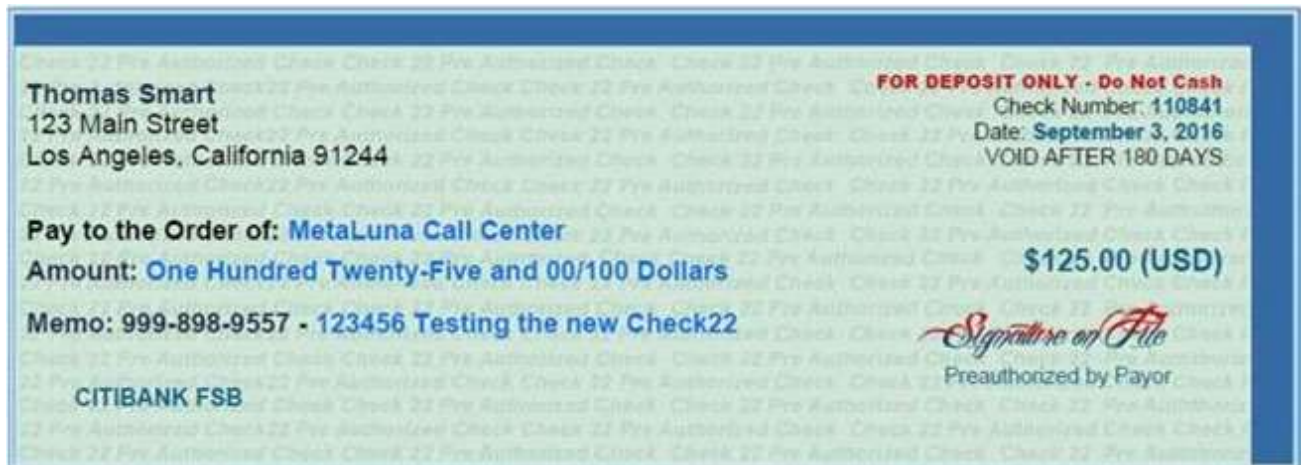 FOR DEPOSIT ONLY - Do Not Cash
Thomas Smart
Check Number: 110841
123 Main Street
Date: September 3, 2016
Los Angeles, California 91244
VOID AFTER 180 DAYS
Pay to the Order of: MetaLuna Call Center
Amount: One Hundred Twenty-Five and 00/100 Dollars
$125.00 (USD)
Memo: 999-898-9557 - 123456 Testing the new Check22
Signature on File
Preauthorized by Payor
CITIBANK FSB